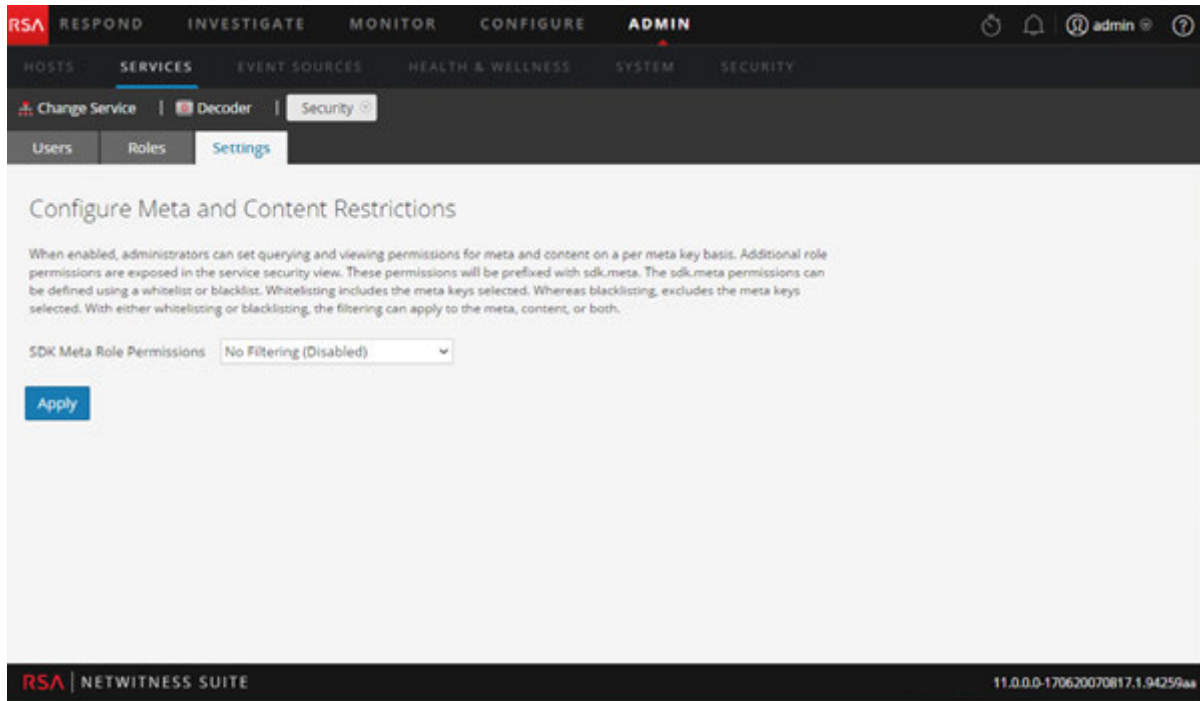 RSA RESPOND INVESTIGATE MONITOR CONFIGURE ADMIN admin
HOSTS SERVICES EVENT SOURCES HEALTH & WELLNESS SYSTEM SECURITY
Change Service | Decoder | Security
Users Roles Settings
Configure Meta and Content Restrictions
When enabled, administrators can set querying and viewing permissions for meta and content on a per meta key basis. Additional role
permissions are exposed in the service security view. These permissions will be prefixed with sdk.meta. The sdk.meta permissions can
be defined using a whitelist or blacklist. Whitelisting includes the meta keys selected. Whereas blacklisting, excludes the meta keys
selected. With either whitelisting or blacklisting, the filtering can apply to the meta, content, or both.
SDK Meta Role Permissions No Filtering (Disabled)
Apply
RSA | NETWITNESS SUITE 11.0.0.0-170620070817.1.94259aa